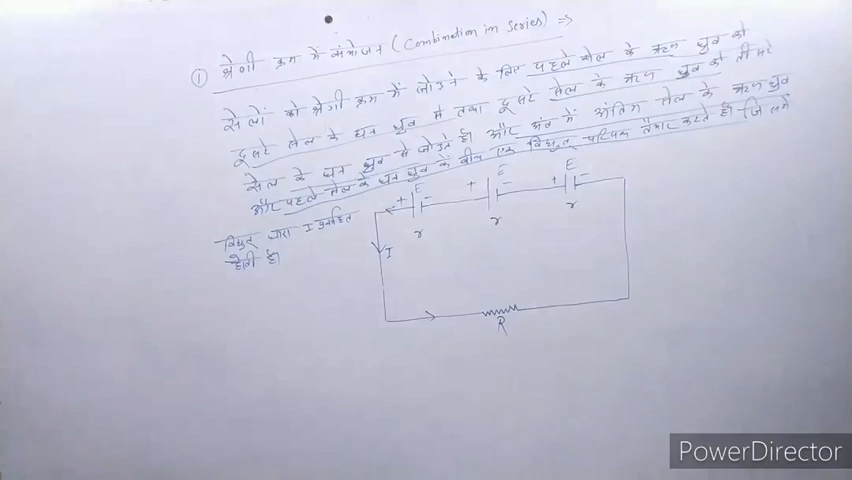 ① श्रेणी क्रम में संयोजन (Combination in Series) ⇒
सेलों को श्रेणी क्रम में जोड़ने के लिए पहले सेल के ऋण ध्रुव को
दूसरे सेल के धन ध्रुव से तथा दूसरे सेल के ऋण ध्रुव को तीसरे
सेल के धन ध्रुव से जोड़ते है। और अंत में अंतिम सेल के ऋण ध्रुव
और पहले सेल के धन ध्रुव के बीच एक विद्युत परिपथ तैयार करते है। जिसमें
विद्युत् धारा I प्रवाहित
होती है।
+ E - + E - + E -
r r r
I
R
PowerDirector